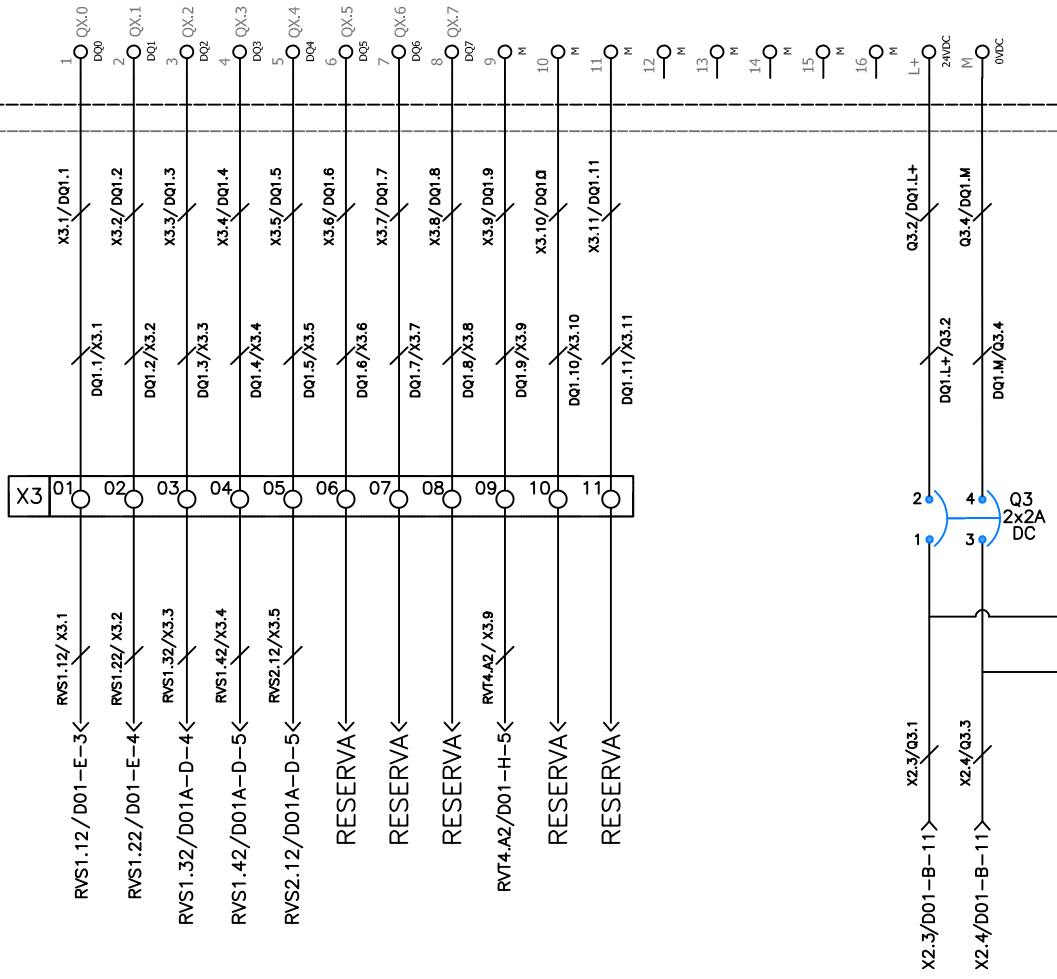 QX.0
QX.1
QX.2
QX.3
QX.4
QX.5
QX.6
QX.7
1
DQ0
2
DQ1
3
DQ2
4
DQ3
5
DQ4
6
DQ5
7
DQ6
8
DQ7
9
M
10
M
11
M
12
M
13
M
14
M
15
M
16
M
L+
24VDC
M
0VDC
X3.1/DQ1.1
X3.2/DQ1.2
X3.3/DQ1.3
X3.4/DQ1.4
X3.5/DQ1.5
X3.6/DQ1.6
X3.7/DQ1.7
X3.8/DQ1.8
X3.9/DQ1.9
X3.11/DQ1.11
Q3.2/DQ1.L+
Q3.4/DQ1.M
DQ1.1/X3.1
DQ1.2/X3.2
DQ1.3/X3.3
DQ1.4/X3.4
DQ1.5/X3.5
DQ1.6/X3.6
DQ1.7/X3.7
DQ1.8/X3.8
DQ1.9/X3.9
DQ1.10/X3.10
DQ1.11/X3.11
DQ1.L+/Q3.2
DQ1.M/Q3.4
X3
01
02
03
04
05
06
07
08
09
10
11
2
4
Q3
2x2A
DC
1
3
RVS1.12/X3.1
RVS1.22/X3.2
RVS1.32/X3.3
RVS1.42/X3.4
RVS2.12/X3.5
RVT4.A2/X3.9
X2.3/Q3.1
X2.4/Q3.3
RVS1.12/D01-E-3
RVS1.22/D01-E-4
RVS1.32/D01A-D-4
RVS1.42/D01A-D-5
RVS2.12/D01A-D-5
RESERVA
RESERVA
RESERVA
RVT4.A2/D01-H-5
RESERVA
RESERVA
X2.3/D01-B-11
X2.4/D01-B-11